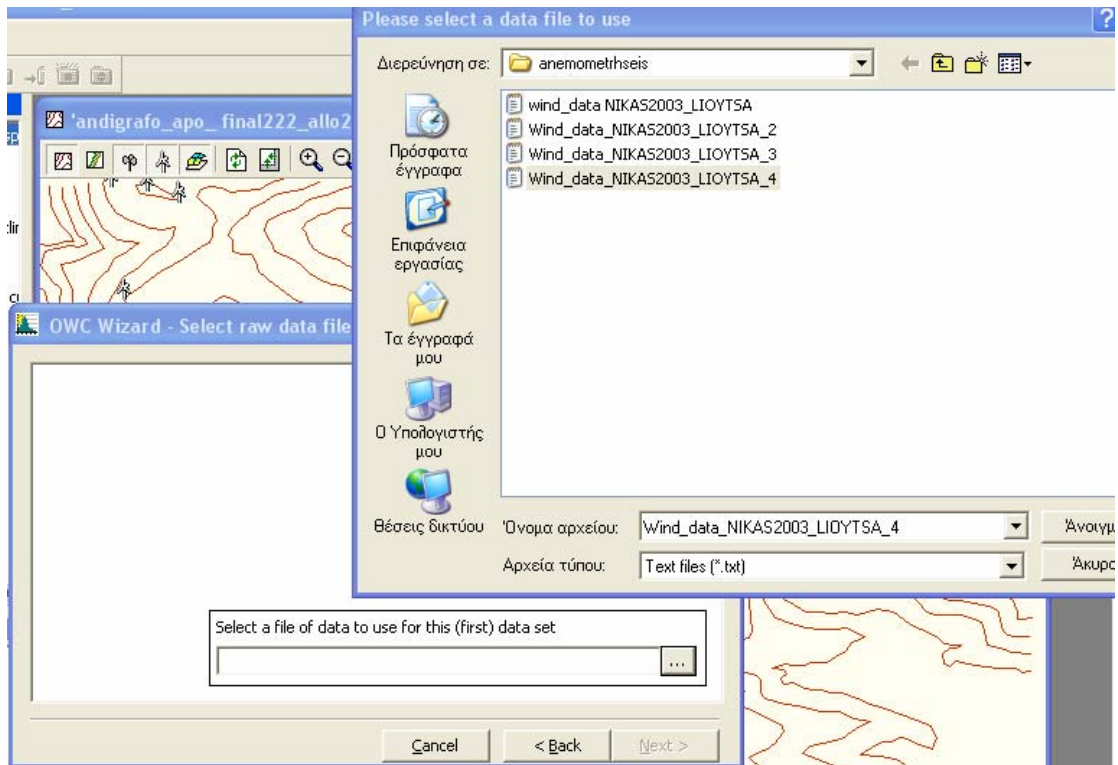 Please select a data file to use
?
Διερεύνηση σε: anemometrhseis
Πρόσφατα
έγγραφα
Επιφάνεια
εργασίας
Τα έγγραφά
μου
Ο Υπολογιστής
μου
Θέσεις δικτύου
wind_data NIKAS2003_LIOYTSA
Wind_data_NIKAS2003_LIOYTSA_2
Wind_data_NIKAS2003_LIOYTSA_3
Wind_data_NIKAS2003_LIOYTSA_4
Όνομα αρχείου: Wind_data_NIKAS2003_LIOYTSA_4 Άνοιγμ
Αρχεία τύπου: Text files (*.txt) Άκυρο
'andigrafo_apo_ final222_allo2
OWC Wizard - Select raw data file
Select a file of data to use for this (first) data set
...
Cancel < Back Next >